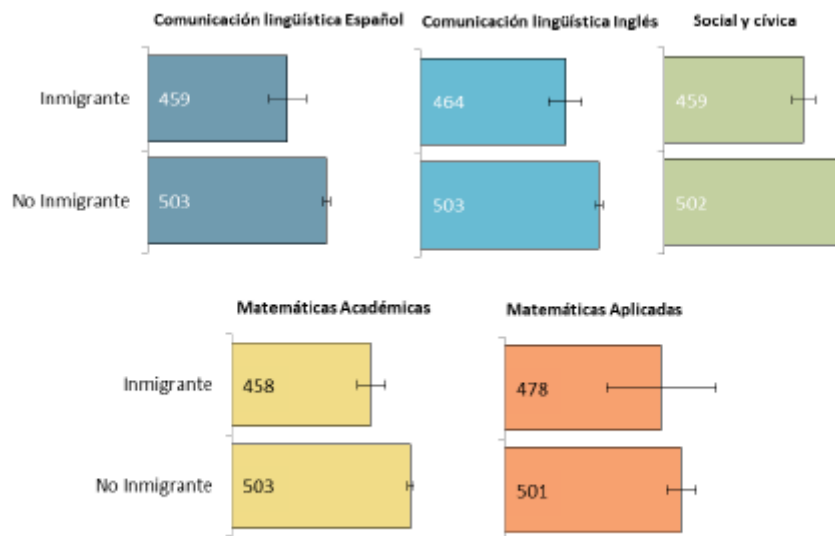 Comunicación lingüística Español
Comunicación lingüística Inglés
Social y cívica
Inmigrante
459
464
459
No Inmigrante
503
503
502
Matemáticas Académicas
Matemáticas Aplicadas
Inmigrante
458
478
No Inmigrante
503
501